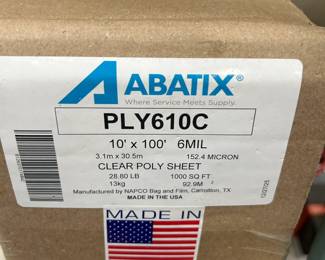 ABATIX
Where Service Meets Supply.
PLY610C
10' x 100' 6MIL
3.1m x 30.5m 152.4 MICRON
CLEAR POLY SHEET
28.80 LB 1000 SQ FT
13kg 92.9M 2
Manufactured by NAPCO Bag and Film, Carrollton, TX
MADE IN THE USA
MADE IN